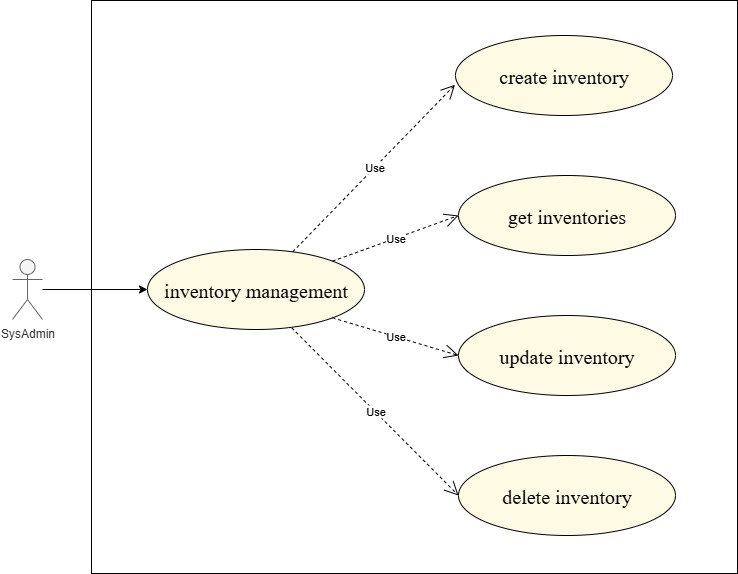 create inventory
Use
get inventories
Use
inventory management
SysAdmin
Use
update inventory
Use
delete inventory